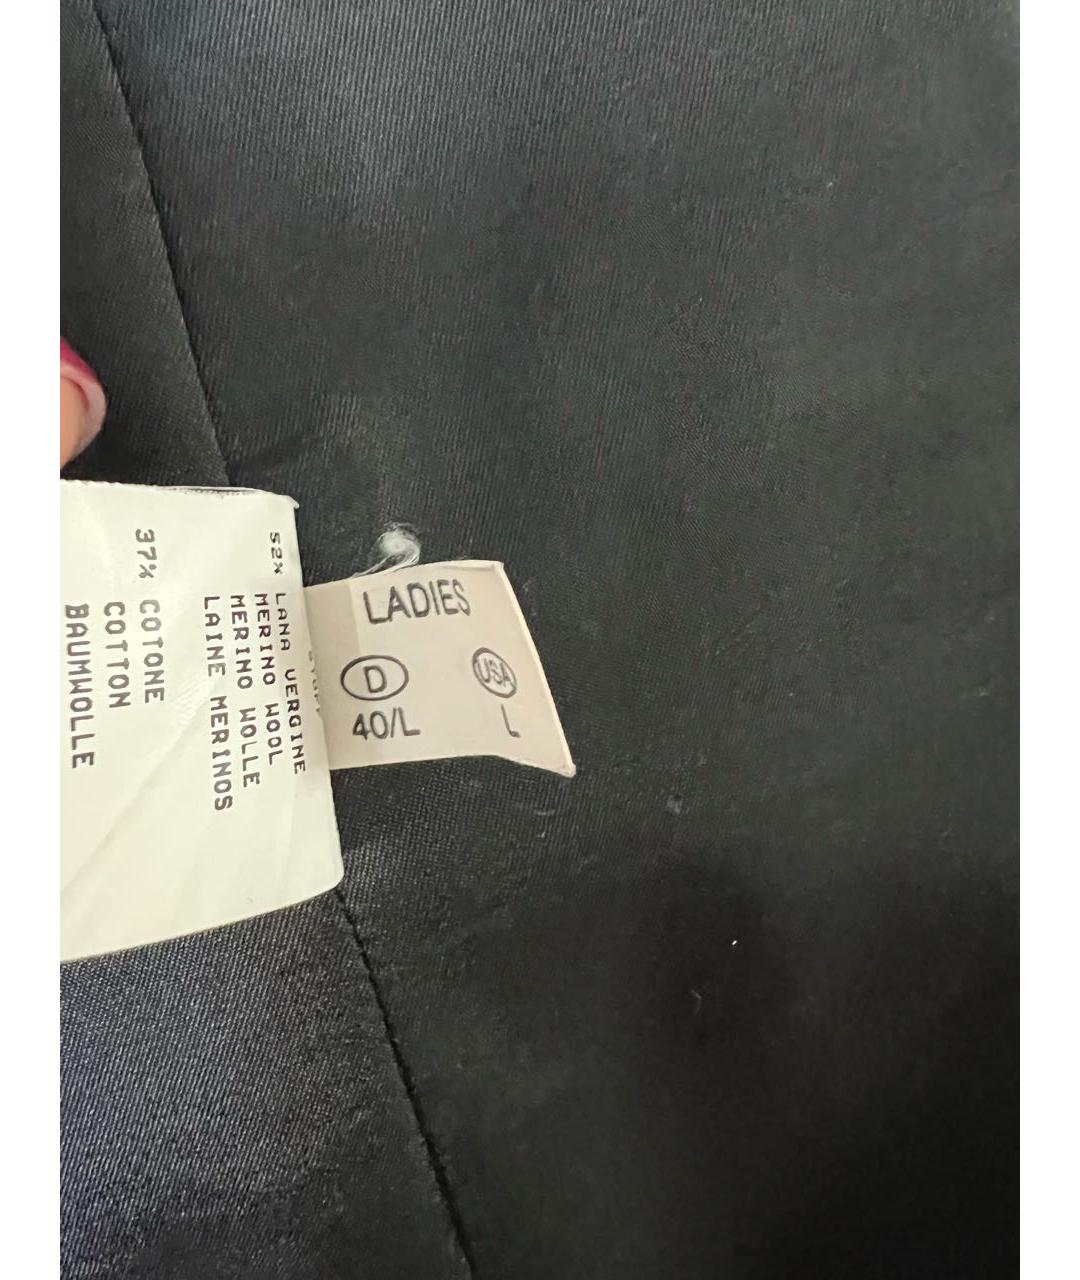 LADIES
D USA
40/L L
52% LANA VERGINE
MERINO WOOL
MERINO WOLLE
LAINE MERINOS
37% COTONE
COTTON
BAUMWOLLE